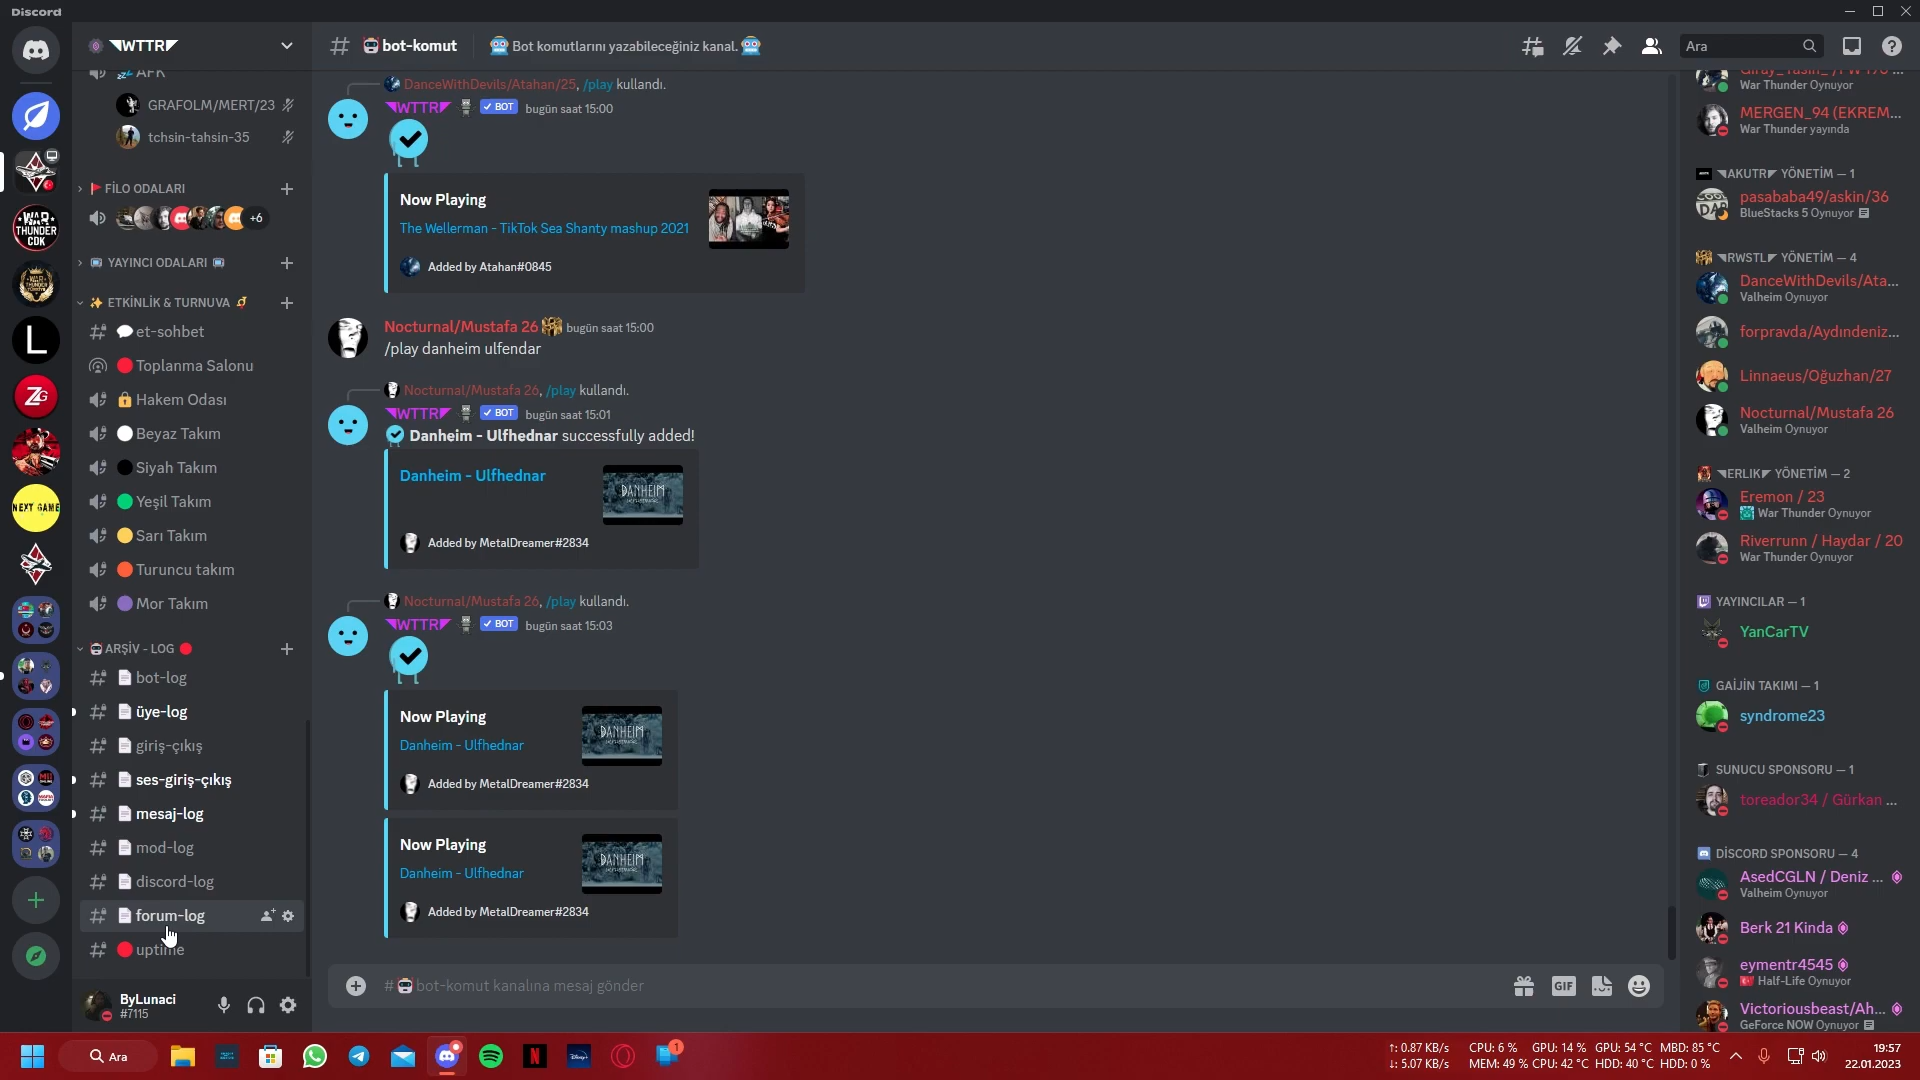 Discord
◥WTTR◤
AFK
GRAFOLM/MERT/23
tchsin-tahsin-35
FİLO ODALARI
+6
YAYINCI ODALARI
ETKİNLİK & TURNUVA
et-sohbet
Toplanma Salonu
Hakem Odası
Beyaz Takım
Siyah Takım
Yeşil Takım
Sarı Takım
Turuncu takım
Mor Takım
ARŞİV - LOG
bot-log
üye-log
giriş-çıkış
ses-giriş-çıkış
mesaj-log
mod-log
discord-log
forum-log
uptime
ByLunaci
#7115
WAR THUNDER CDK
L
ZG
NEXT GAME
bot-komut
Bot komutlarını yazabileceğiniz kanal.
Ara
DanceWithDevils/Atahan/25, /play kullandı.
◥WTTR◤ ✓ BOT bugün saat 15:00
Now Playing
The Wellerman - TikTok Sea Shanty mashup 2021
Added by Atahan#0845
Nocturnal/Mustafa 26 bugün saat 15:00
/play danheim ulfendar
Nocturnal/Mustafa 26, /play kullandı.
◥WTTR◤ ✓ BOT bugün saat 15:01
Danheim - Ulfhednar successfully added!
Danheim - Ulfhednar
DANHEIM
Added by MetalDreamer#2834
Nocturnal/Mustafa 26, /play kullandı.
◥WTTR◤ ✓ BOT bugün saat 15:03
Now Playing
Danheim - Ulfhednar
DANHEIM
Added by MetalDreamer#2834
Now Playing
Danheim - Ulfhednar
DANHEIM
Added by MetalDreamer#2834
# bot-komut kanalına mesaj gönder
GIF
War Thunder Oynuyor
MERGEN_94 (EKREM...
War Thunder yayında
◥AKUTR◤ YÖNETİM — 1
pasababa49/askin/36
BlueStacks 5 Oynuyor
◥RWSTL◤ YÖNETİM — 4
DanceWithDevils/Ata...
Valheim Oynuyor
forpravda/Aydındeniz...
Linnaeus/Oğuzhan/27
Nocturnal/Mustafa 26
Valheim Oynuyor
◥ERLIK◤ YÖNETİM — 2
Eremon / 23
War Thunder Oynuyor
Riverrunn / Haydar / 20
War Thunder Oynuyor
YAYINCILAR — 1
YanCarTV
GAİJİN TAKIMI — 1
syndrome23
SUNUCU SPONSORU — 1
toreador34 / Gürkan ...
DİSCORD SPONSORU — 4
AsedCGLN / Deniz ...
Valheim Oynuyor
Berk 21 Kinda
eymentr4545
Half-Life Oynuyor
Victoriousbeast/Ah...
GeForce NOW Oynuyor
Ara
1
↑: 0.87 KB/s CPU: 6 % GPU: 14 % GPU: 54 °C MBD: 85 °C
↓: 5.07 KB/s MEM: 49 % CPU: 42 °C HDD: 40 °C HDD: 0 %
19:57
22.01.2023